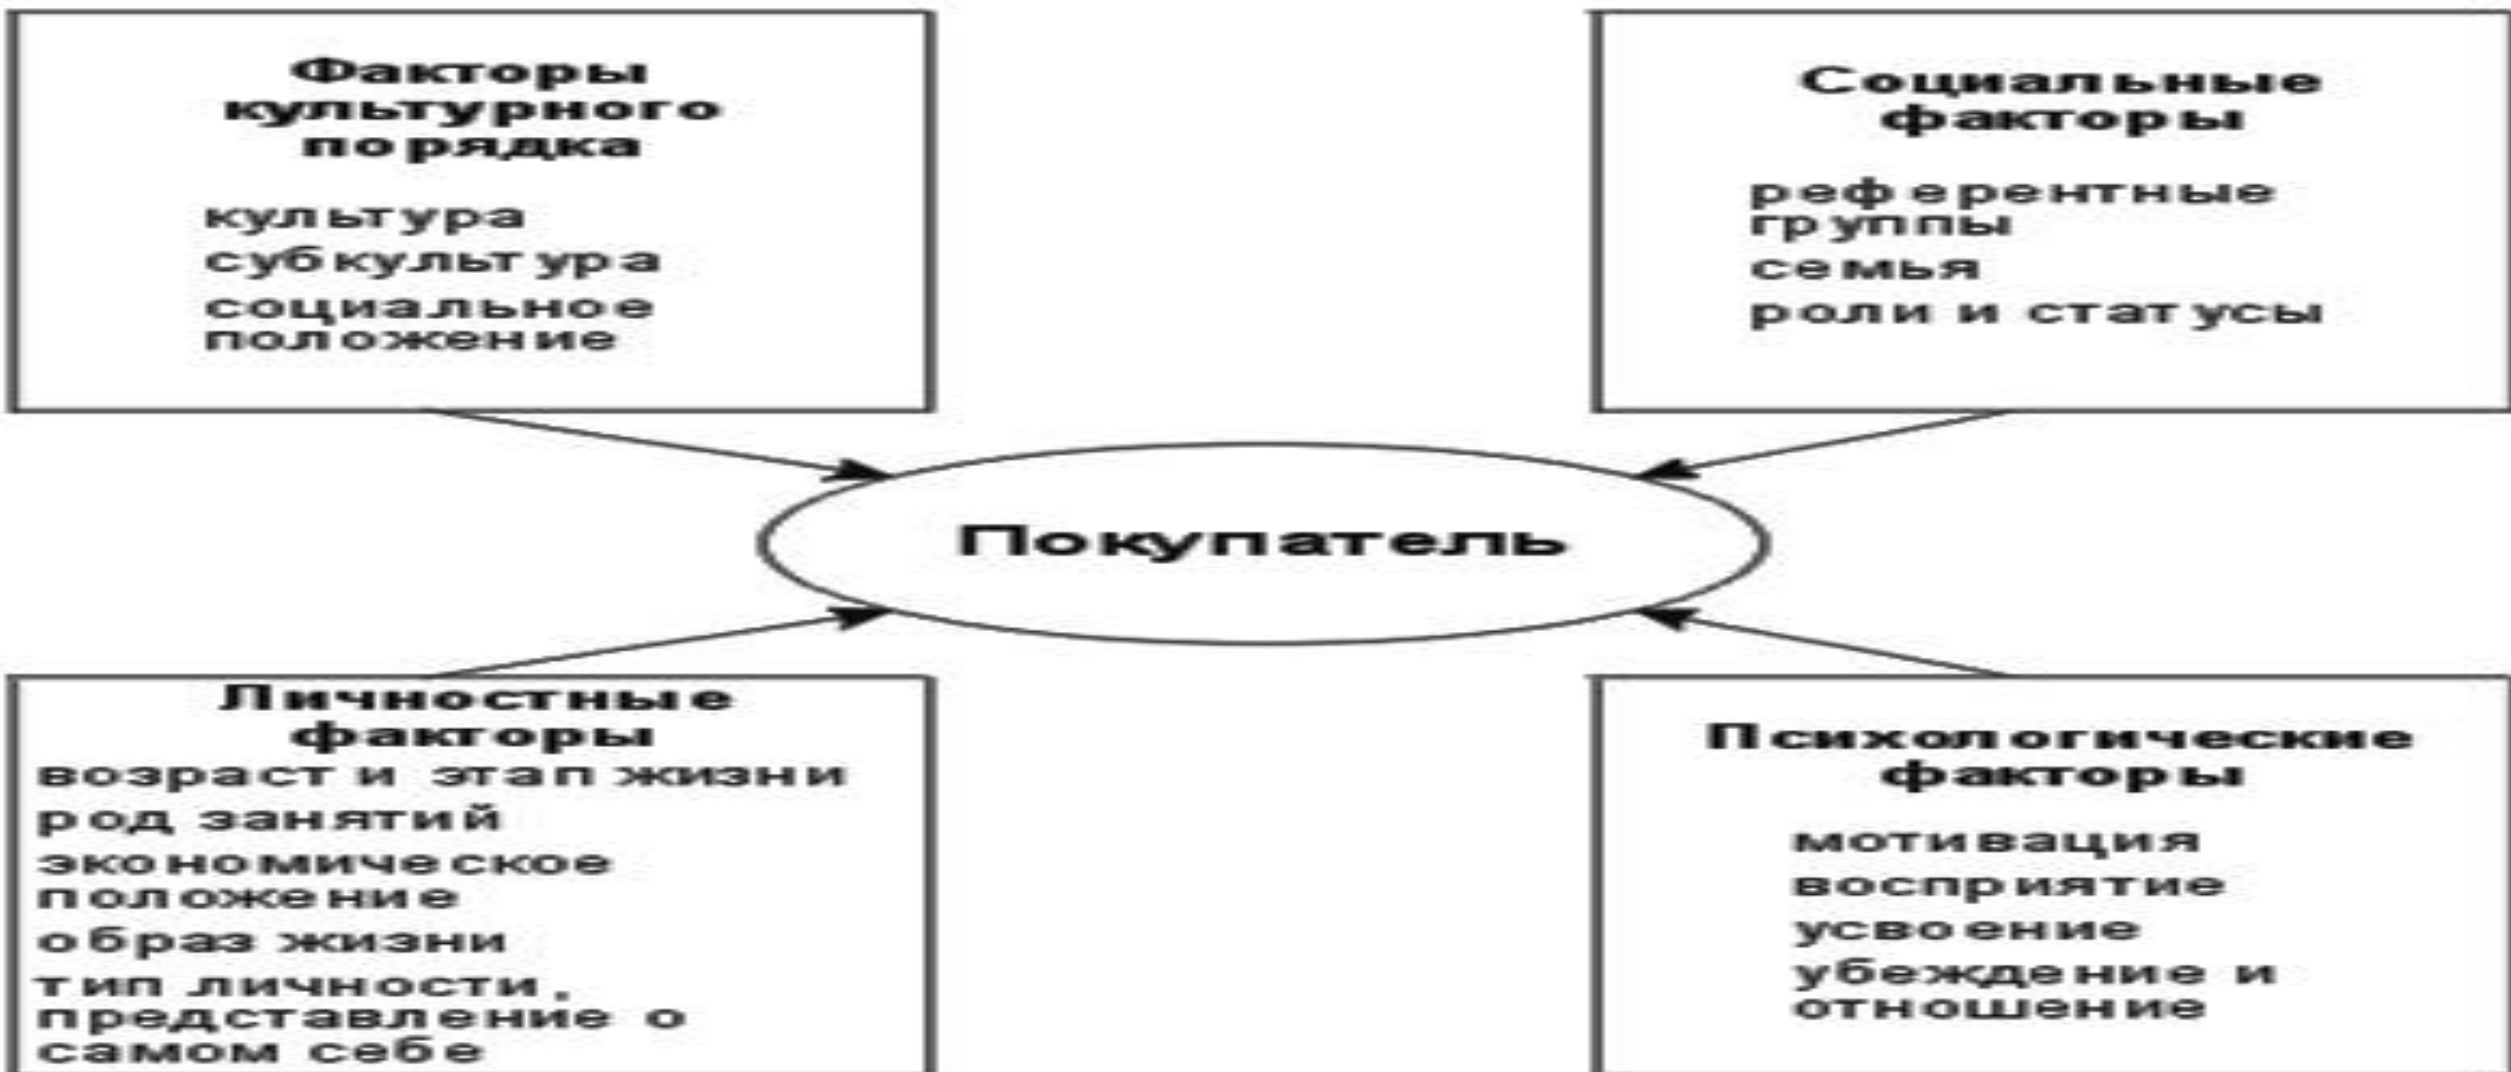 Факторы
культурного
порядка
культура
субкультура
социальное
положение
Социальные
факторы
референтные
группы
семья
роли и статусы
Покупатель
Личностные
факторы
возраст и этап жизни
род занятий
экономическое
положение
образ жизни
тип личности,
представление о
самом себе
Психологические
факторы
мотивация
восприятие
усвоение
убеждение и
отношение